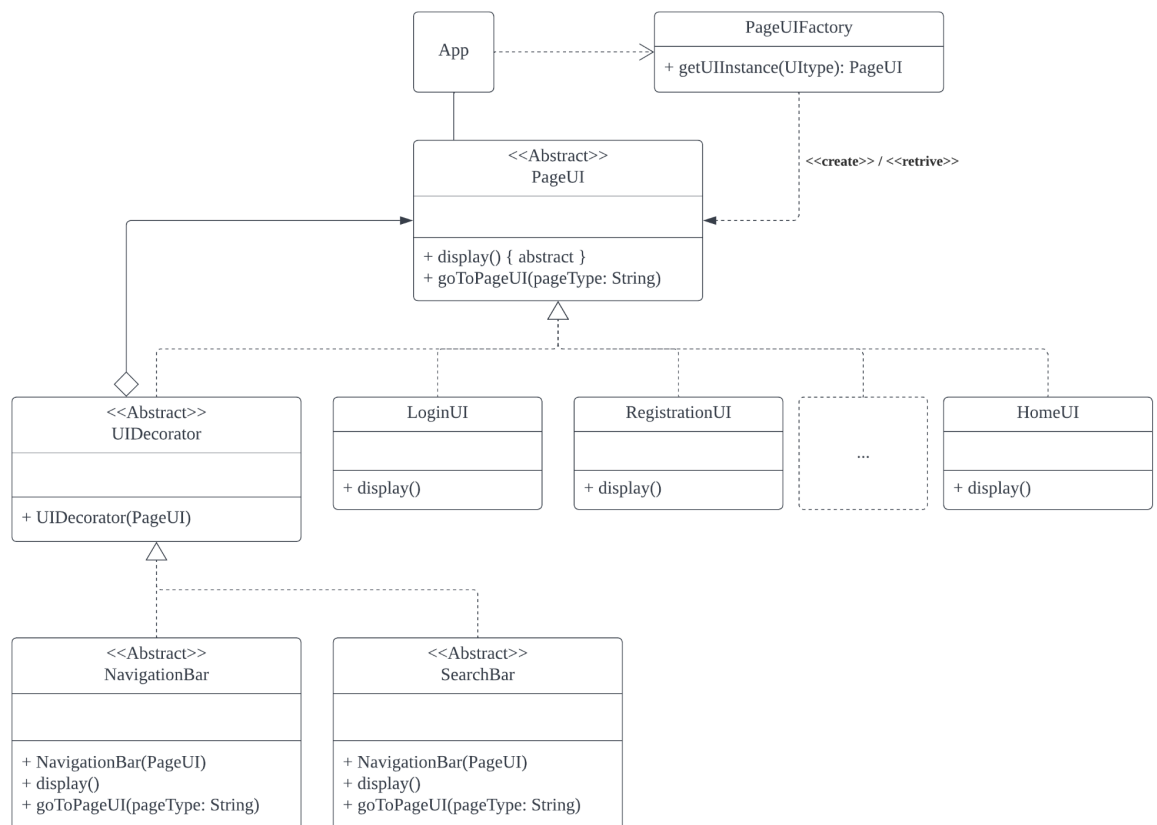 App
PageUIFactory
+ getUIInstance(UItype): PageUI
<<Abstract>>
PageUI
<<create>> / <<retrive>>
+ display() { abstract }
+ goToPageUI(pageType: String)
<<Abstract>>
UIDecorator
+ UIDecorator(PageUI)
LoginUI
+ display()
RegistrationUI
+ display()
...
HomeUI
+ display()
<<Abstract>>
NavigationBar
+ NavigationBar(PageUI)
+ display()
+ goToPageUI(pageType: String)
<<Abstract>>
SearchBar
+ NavigationBar(PageUI)
+ display()
+ goToPageUI(pageType: String)